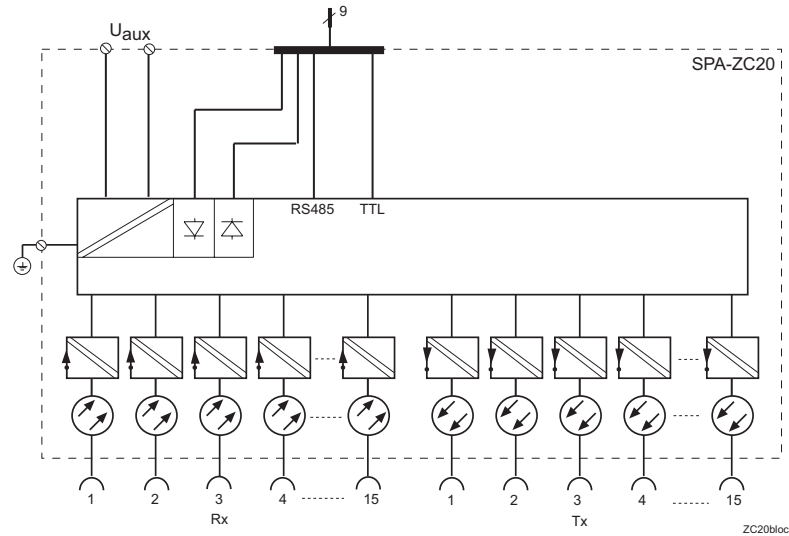 9
Uaux
SPA-ZC20
RS485 TTL
1 2 3 4 15 1 2 3 4 15
Rx Tx
ZC20bloc